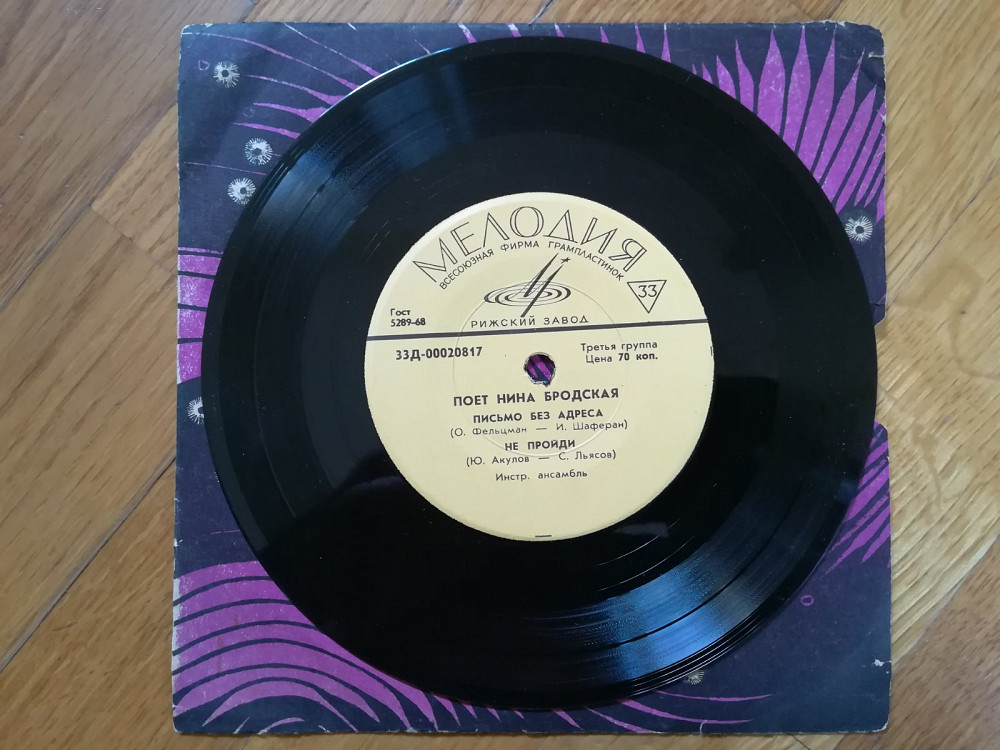 МЕЛОДИЯ
ВСЕСОЮЗНАЯ ФИРМА ГРАМПЛАСТИНОК
33
Гост
5289-68
РИЖСКИЙ ЗАВОД
33Д-00020817
Третья группа
Цена 70 коп.
ПОЕТ НИНА БРОДСКАЯ
ПИСЬМО БЕЗ АДРЕСА
(О. Фельцман — И. Шаферан)
НЕ ПРОЙДИ
(Ю. Акулов — С. Льясов)
Инстр. ансамбль